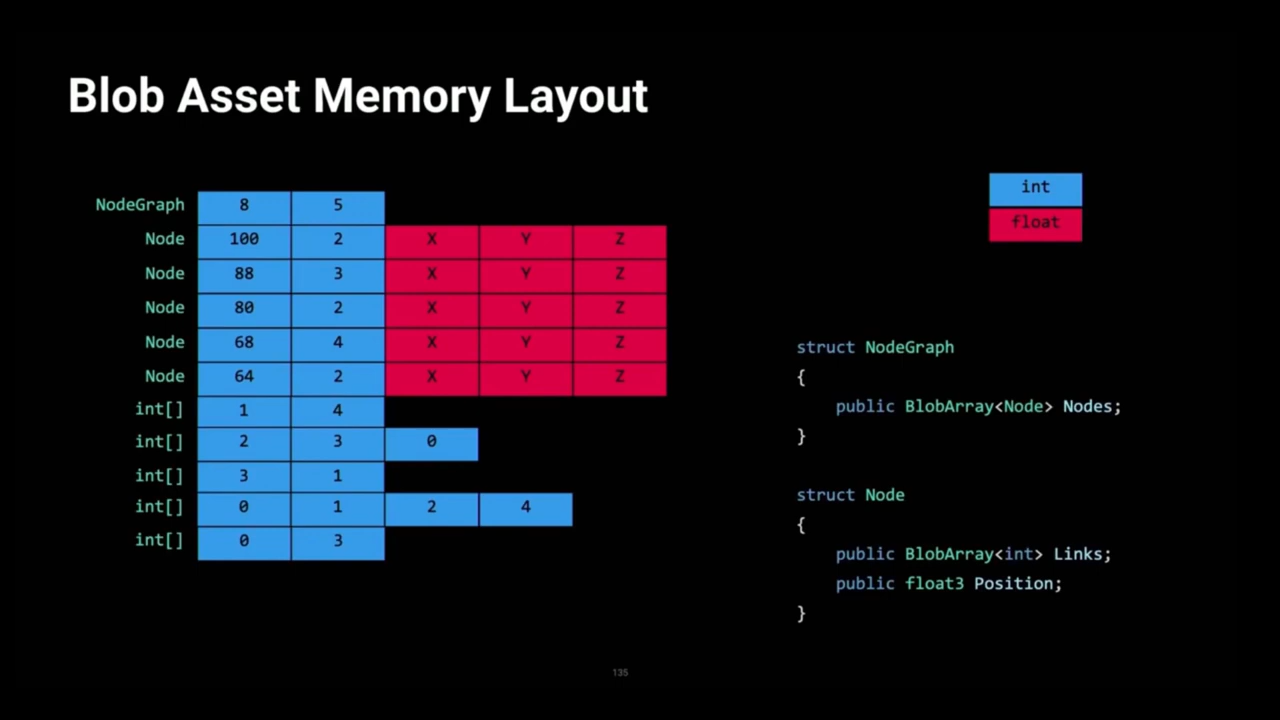 Blob Asset Memory Layout
NodeGraph 8 5
Node 100 2 X Y Z
Node 88 3 X Y Z
Node 80 2 X Y Z
Node 68 4 X Y Z
Node 64 2 X Y Z
int[] 1 4
int[] 2 3 0
int[] 3 1
int[] 0 1 2 4
int[] 0 3
int
float
struct NodeGraph
{
public BlobArray<Node> Nodes;
}
struct Node
{
public BlobArray<int> Links;
public float3 Position;
}
135